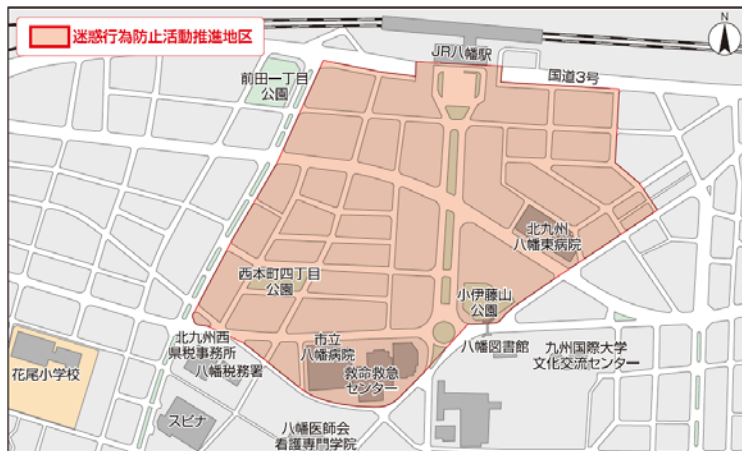 迷惑行為防止活動推進地区
N
JR八幡駅
国道3号
前田一丁目
公園
北九州
八幡東病院
西本町四丁目
公園
小伊藤山
公園
北九州西
県税事務所
市立
八幡病院
八幡図書館
九州国際大学
文化交流センター
八幡税務署
救命救急
センター
花尾小学校
スピナ
八幡医師会
看護専門学院